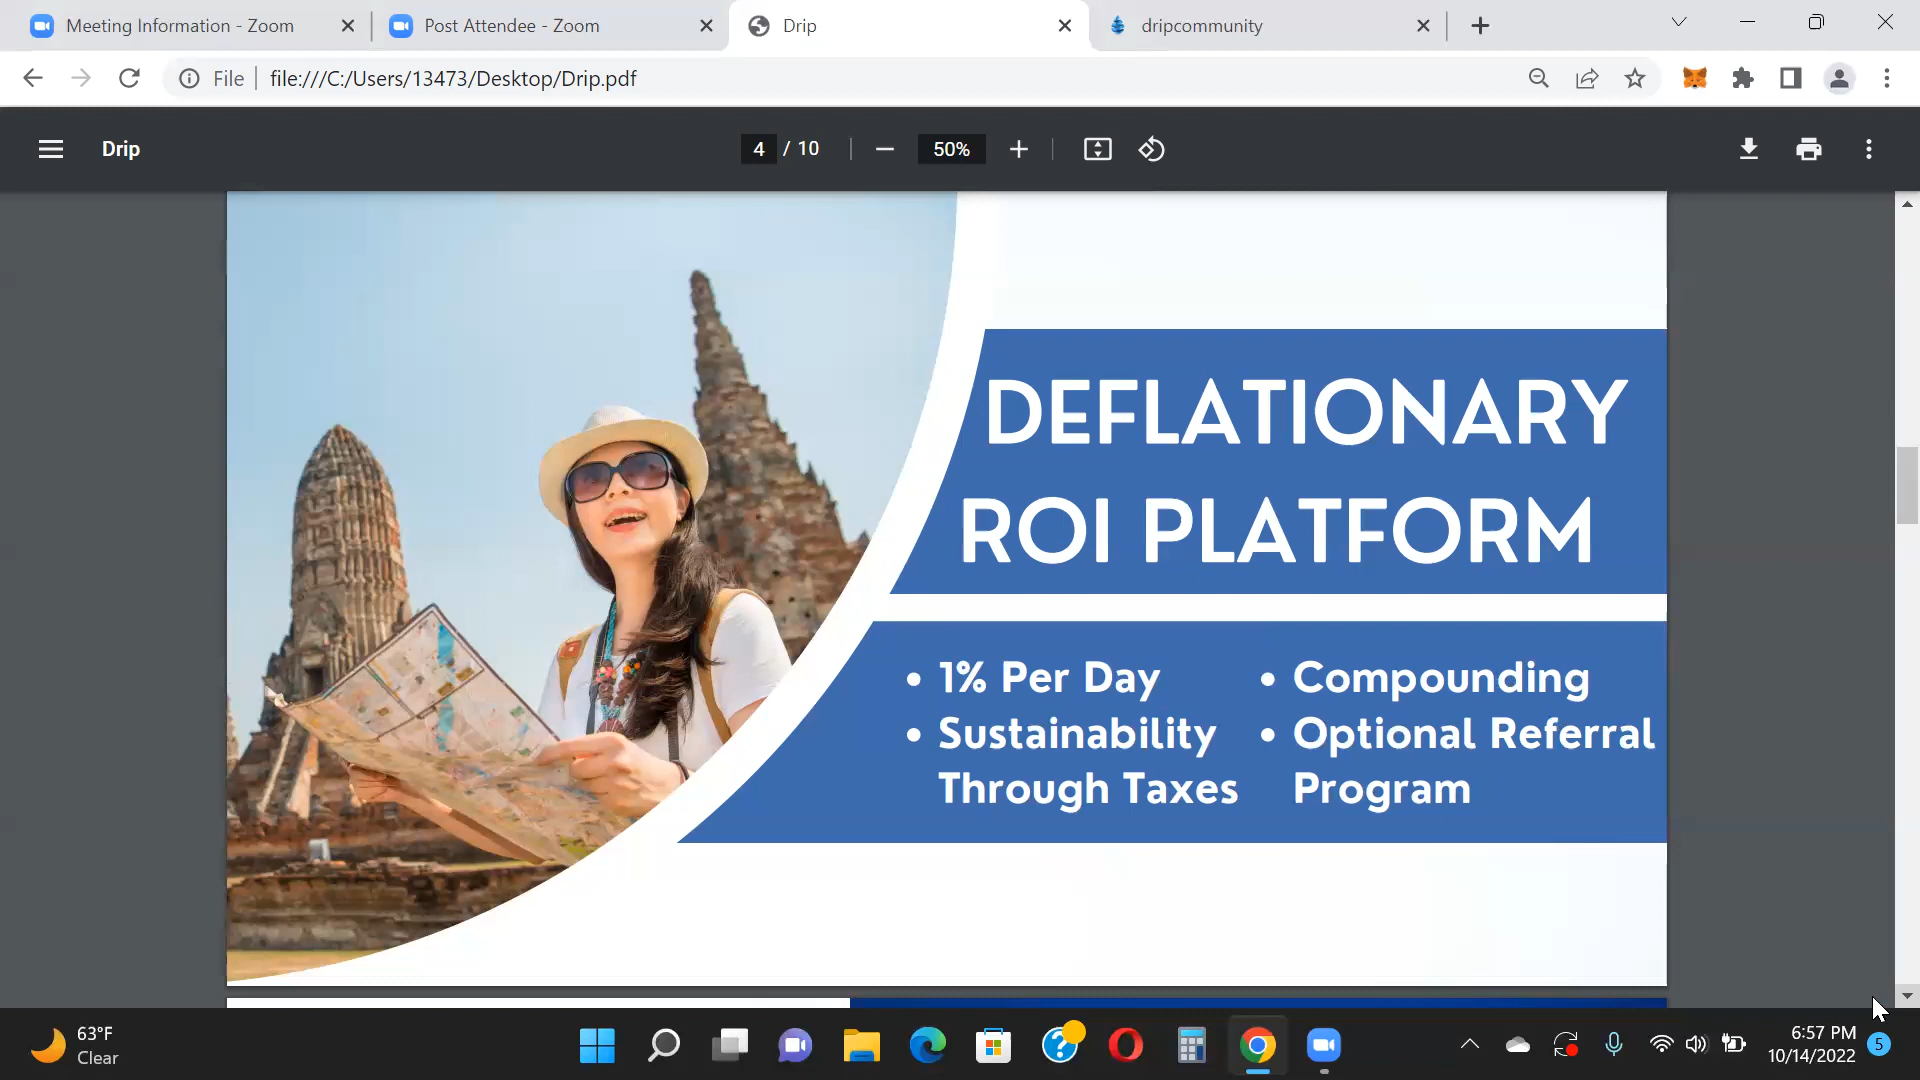 Meeting Information - Zoom
Post Attendee - Zoom
Drip
dripcommunity
File
file:///C:/Users/13473/Desktop/Drip.pdf
Drip
4 / 10
50%
DEFLATIONARY
ROI PLATFORM
• 1% Per Day
• Sustainability
Through Taxes
• Compounding
• Optional Referral
Program
63°F
Clear
6:57 PM
10/14/2022
5